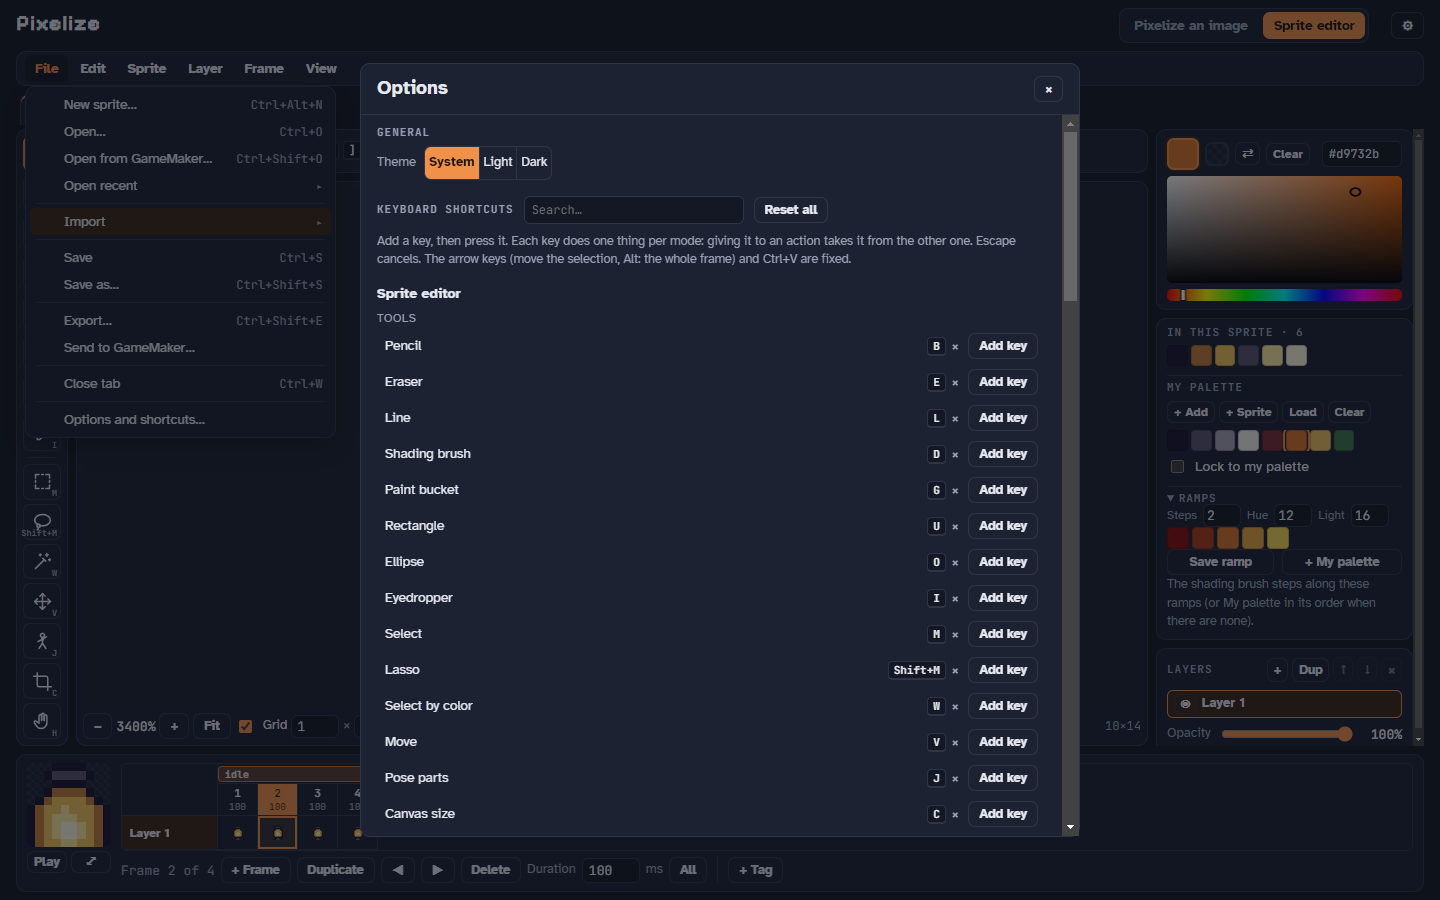 Pixelize
Pixelize an image
Sprite editor
File Edit Sprite Layer Frame View
New sprite... Ctrl+Alt+N
Open... Ctrl+O
Open from GameMaker... Ctrl+Shift+O
Open recent
Import
Save Ctrl+S
Save as... Ctrl+Shift+S
Export... Ctrl+Shift+E
Send to GameMaker...
Close tab Ctrl+W
Options and shortcuts...
I
M
Shift+M
W
V
J
C
H
]
Options
×
GENERAL
Theme System Light Dark
KEYBOARD SHORTCUTS Search... Reset all
Add a key, then press it. Each key does one thing per mode: giving it to an action takes it from the other one. Escape
cancels. The arrow keys (move the selection, Alt: the whole frame) and Ctrl+V are fixed.
Sprite editor
TOOLS
Pencil B × Add key
Eraser E × Add key
Line L × Add key
Shading brush D × Add key
Paint bucket G × Add key
Rectangle U × Add key
Ellipse O × Add key
Eyedropper I × Add key
Select M × Add key
Lasso Shift+M × Add key
Select by color W × Add key
Move V × Add key
Pose parts J × Add key
Canvas size C × Add key
Clear #d9732b
IN THIS SPRITE · 6
MY PALETTE
+ Add + Sprite Load Clear
Lock to my palette
▼ RAMPS
Steps 2 Hue 12 Light 16
Save ramp + My palette
The shading brush steps along these
ramps (or My palette in its order when
there are none).
LAYERS + Dup ↑ ↓ ×
Layer 1
Opacity 100%
− 3400% + Fit Grid 1 ×
10×14
idle
1 2 3 4
100 100 100
Layer 1
Play
Frame 2 of 4 + Frame Duplicate ◀ ▶ Delete Duration 100 ms All + Tag